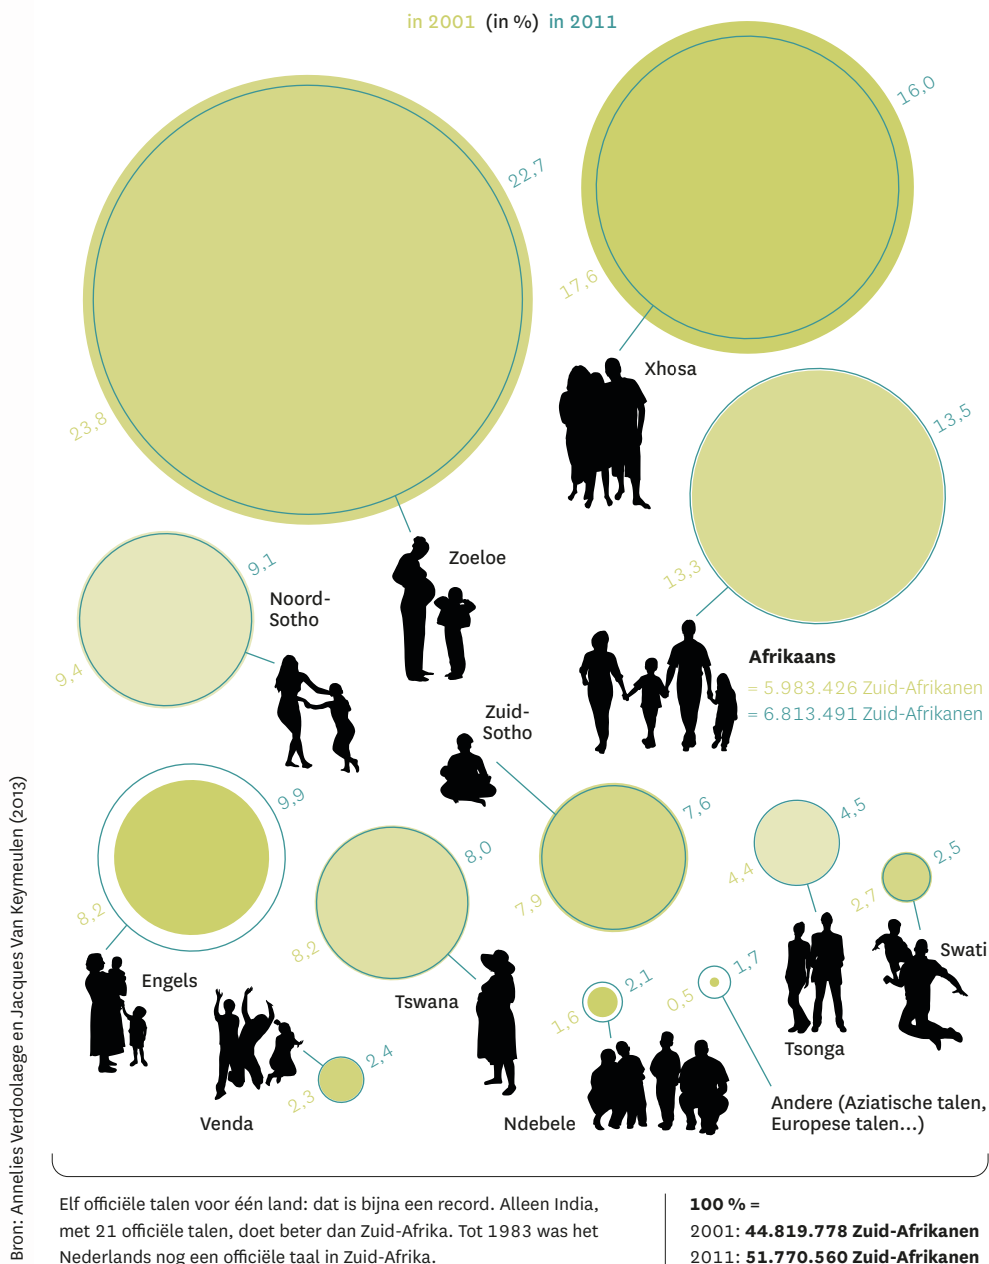 in 2001 (in %) in 2011
22,7
23,8
Zoeloe
16,0
17,6
Xhosa
13,5
13,3
Afrikaans
= 5.983.426 Zuid-Afrikanen
= 6.813.491 Zuid-Afrikanen
9,1
9,4
Noord-
Sotho
Zuid-
Sotho
7,6
7,9
9,9
8,2
Engels
8,0
8,2
Tswana
4,5
4,4
Tsonga
2,5
2,7
Swati
2,4
2,3
Venda
2,1
1,6
Ndebele
1,7
0,5
Andere (Aziatische talen,
Europese talen...)
Bron: Annelies Verdoolaege en Jacques Van Keymeulen (2013)
Elf officiële talen voor één land: dat is bijna een record. Alleen India,
met 21 officiële talen, doet beter dan Zuid-Afrika. Tot 1983 was het
Nederlands nog een officiële taal in Zuid-Afrika.
100 % =
2001: 44.819.778 Zuid-Afrikanen
2011: 51.770.560 Zuid-Afrikanen